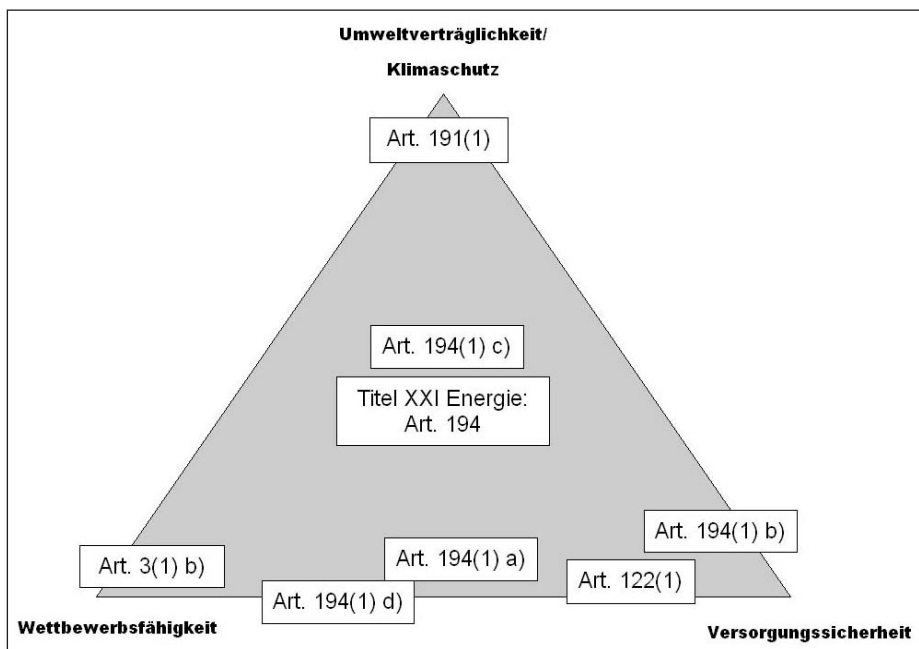 Umweltverträglichkeit/
Klimaschutz
Art. 191(1)
Art. 194(1) c)
Titel XXI Energie:
Art. 194
Art. 194(1) b)
Art. 3(1) b)
Art. 194(1) a)
Art. 122(1)
Art. 194(1) d)
Wettbewerbsfähigkeit
Versorgungssicherheit